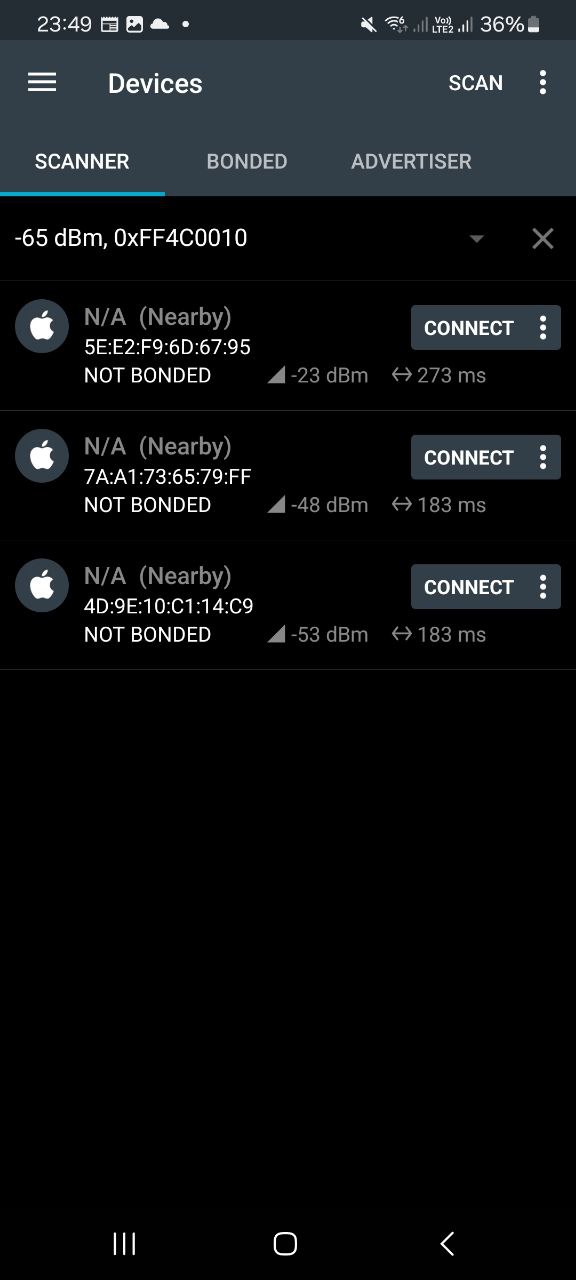 23:49 Vo)) LTE2 36%
Devices SCAN
SCANNER BONDED ADVERTISER
-65 dBm, 0xFF4C0010
N/A (Nearby) CONNECT
5E:E2:F9:6D:67:95
NOT BONDED -23 dBm 273 ms
N/A (Nearby) CONNECT
7A:A1:73:65:79:FF
NOT BONDED -48 dBm 183 ms
N/A (Nearby) CONNECT
4D:9E:10:C1:14:C9
NOT BONDED -53 dBm 183 ms